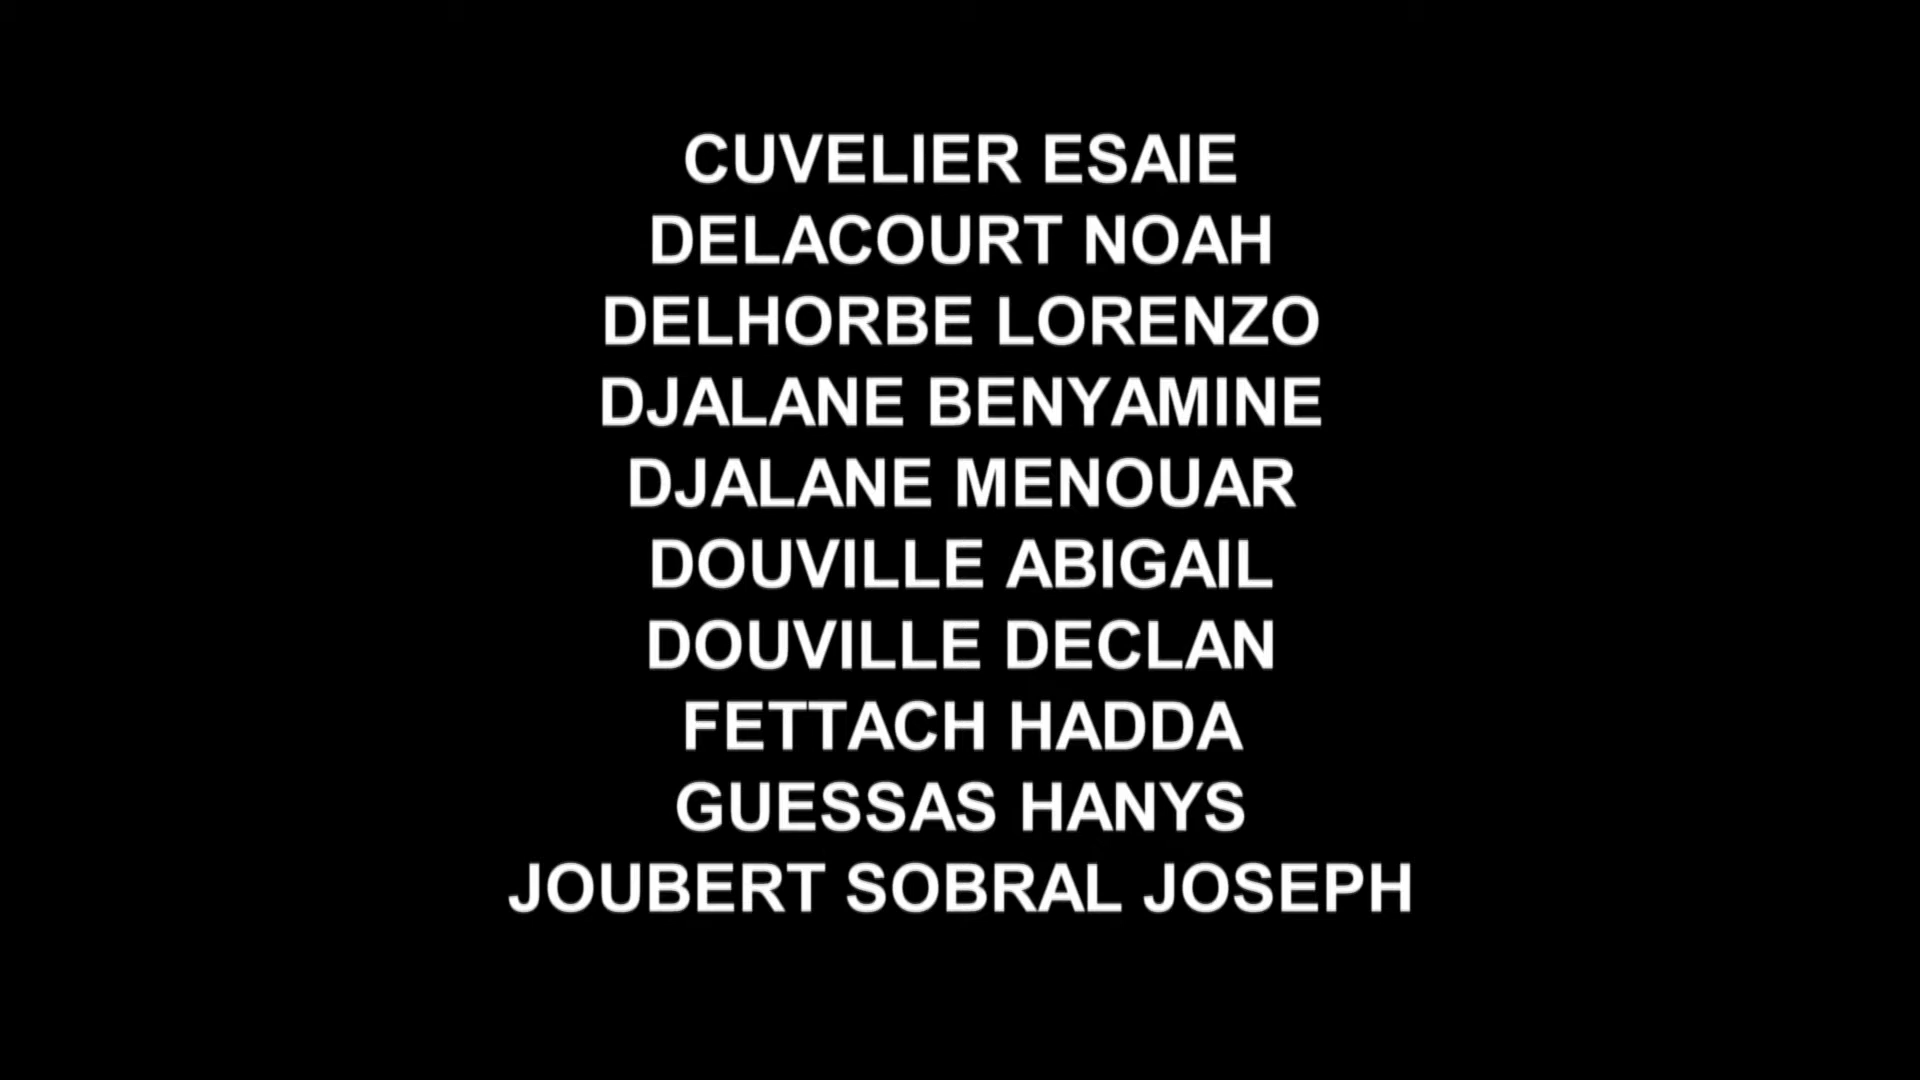 CUVELIER ESAIE
DELACOURT NOAH
DELHORBE LORENZO
DJALANE BENYAMINE
DJALANE MENOUAR
DOUVILLE ABIGAIL
DOUVILLE DECLAN
FETTACH HADDA
GUESSAS HANYS
JOUBERT SOBRAL JOSEPH